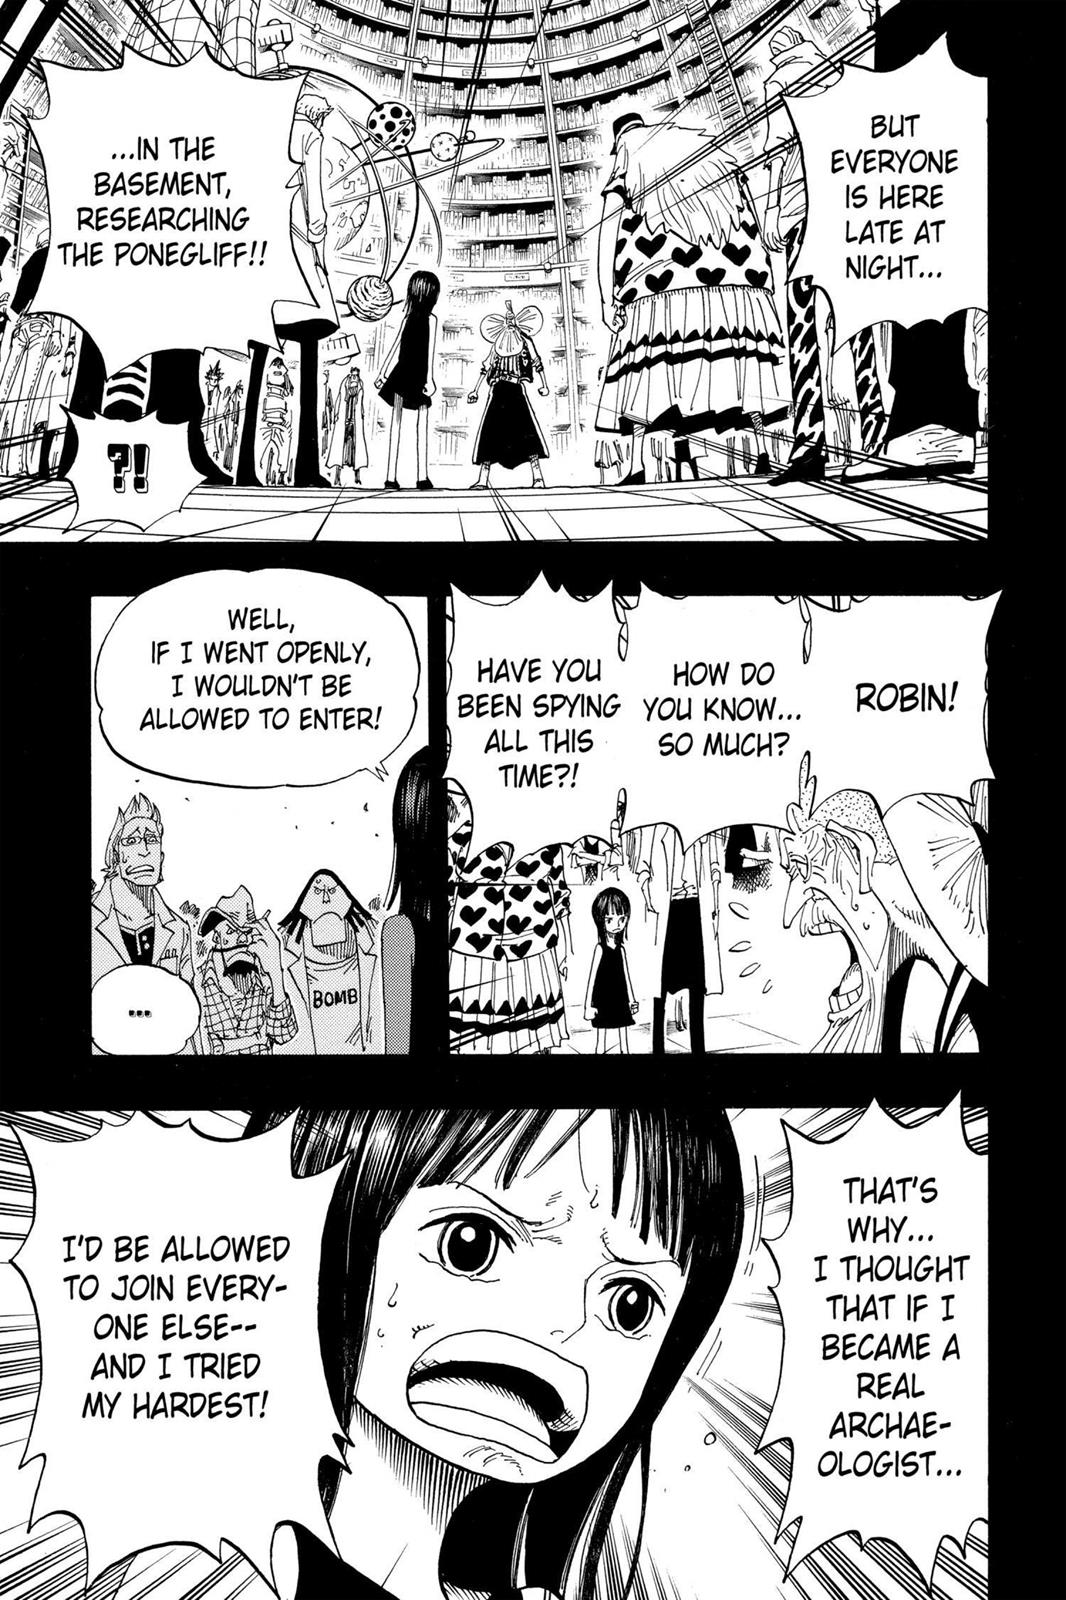 BUT
EVERYONE
IS HERE
LATE AT
NIGHT...
...IN THE
BASEMENT,
RESEARCHING
THE PONEGLIFF!!
?!
ROBIN!
HOW DO
YOU KNOW...
SO MUCH?
HAVE YOU
BEEN SPYING
ALL THIS
TIME?!
WELL,
IF I WENT OPENLY,
I WOULDN'T BE
ALLOWED TO ENTER!
BOMB
...
THAT'S
WHY...
I THOUGHT
THAT IF I
BECAME A
REAL
ARCHAE-
OLOGIST...
I'D BE ALLOWED
TO JOIN EVERY-
ONE ELSE--
AND I TRIED
MY HARDEST!